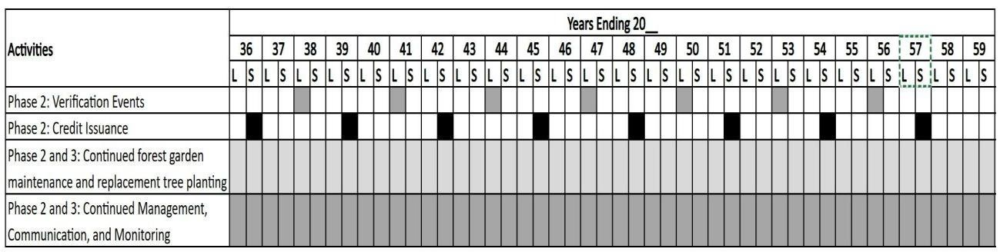 Years Ending 20__
Activities
36 37 38 39 40 41 42 43 44 45 46 47 48 49 50 51 52 53 54 55 56 57 58 59
L S L S L S L S L S L S L S L S L S L S L S L S L S L S L S L S L S L S L S L S L S L S L S L S
Phase 2: Verification Events
Phase 2: Credit Issuance
Phase 2 and 3: Continued forest garden
maintenance and replacement tree planting
Phase 2 and 3: Continued Management,
Communication, and Monitoring